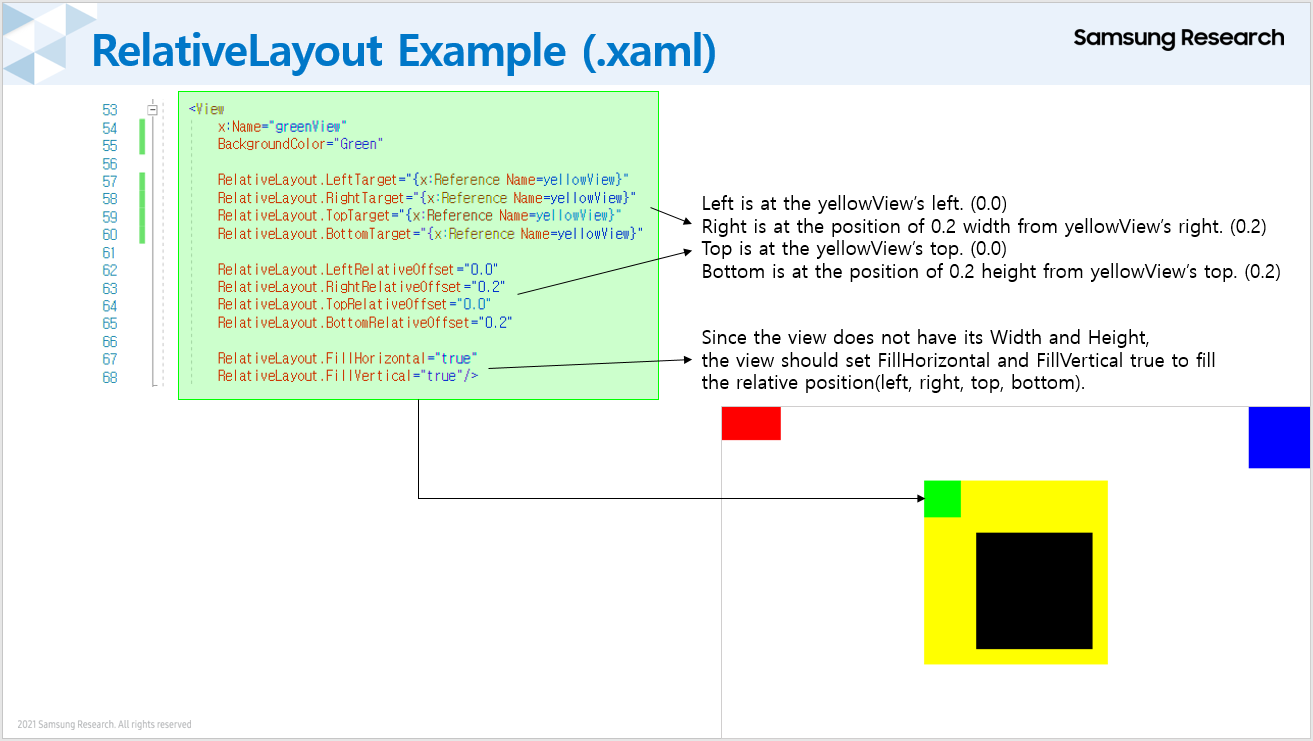 RelativeLayout Example (.xaml)
Samsung Research
53 <View
54 x:Name="greenView"
55 BackgroundColor="Green"
56
57 RelativeLayout.LeftTarget="{x:Reference Name=yellowView}"
58 RelativeLayout.RightTarget="{x:Reference Name=yellowView}"
59 RelativeLayout.TopTarget="{x:Reference Name=yellowView}"
60 RelativeLayout.BottomTarget="{x:Reference Name=yellowView}"
61
62 RelativeLayout.LeftRelativeOffset="0.0"
63 RelativeLayout.RightRelativeOffset="0.2"
64 RelativeLayout.TopRelativeOffset="0.0"
65 RelativeLayout.BottomRelativeOffset="0.2"
66
67 RelativeLayout.FillHorizontal="true"
68 RelativeLayout.FillVertical="true"/>
Left is at the yellowView's left. (0.0)
Right is at the position of 0.2 width from yellowView's right. (0.2)
Top is at the yellowView's top. (0.0)
Bottom is at the position of 0.2 height from yellowView's top. (0.2)
Since the view does not have its Width and Height,
the view should set FillHorizontal and FillVertical true to fill
the relative position(left, right, top, bottom).
2021 Samsung Research. All rights reserved